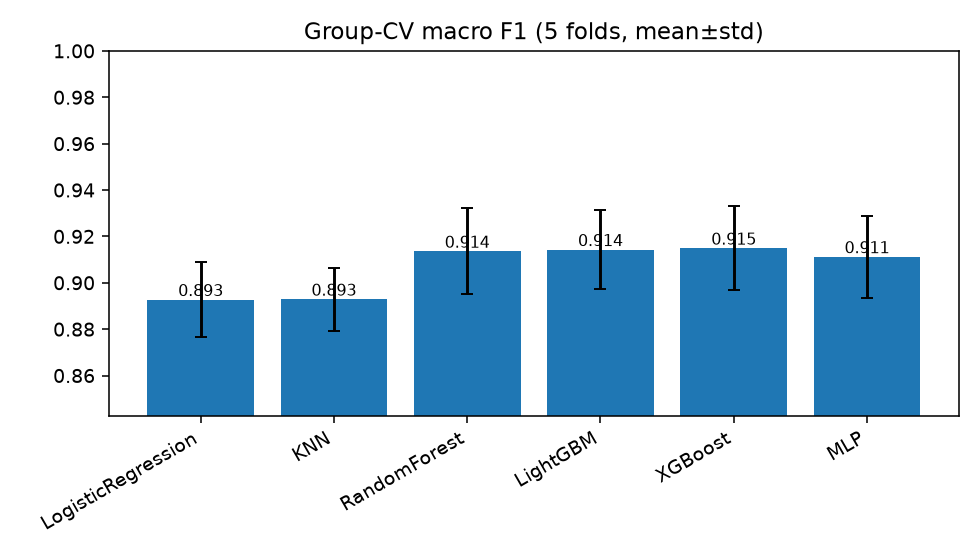 Group-CV macro F1 (5 folds, mean±std)
1.00
0.98
0.96
0.94
0.92
0.90
0.88
0.86
0.893
0.893
0.914
0.914
0.915
0.911
LogisticRegression
KNN
RandomForest
LightGBM
XGBoost
MLP